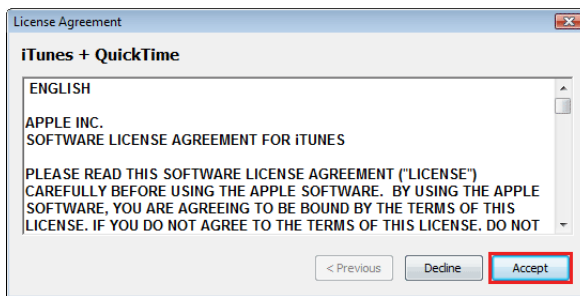 License Agreement
iTunes + QuickTime
ENGLISH
APPLE INC.
SOFTWARE LICENSE AGREEMENT FOR iTUNES
PLEASE READ THIS SOFTWARE LICENSE AGREEMENT ("LICENSE")
CAREFULLY BEFORE USING THE APPLE SOFTWARE.  BY USING THE APPLE
SOFTWARE, YOU ARE AGREEING TO BE BOUND BY THE TERMS OF THIS
LICENSE. IF YOU DO NOT AGREE TO THE TERMS OF THIS LICENSE. DO NOT
< Previous Decline Accept